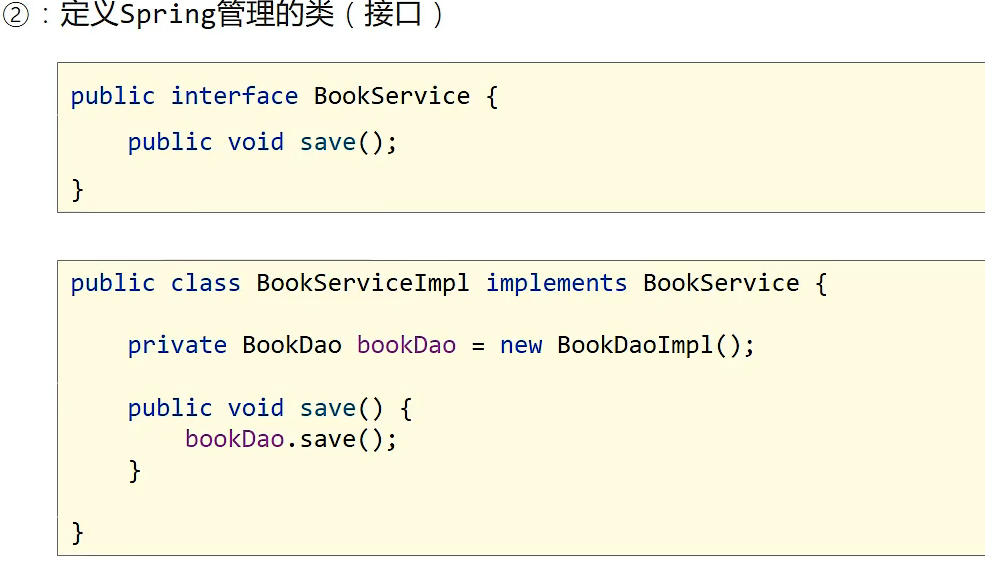 ②：定义Spring管理的类（接口）
public interface BookService {
    public void save();
}
public class BookServiceImpl implements BookService {
    private BookDao bookDao = new BookDaoImpl();
    public void save() {
        bookDao.save();
    }
}